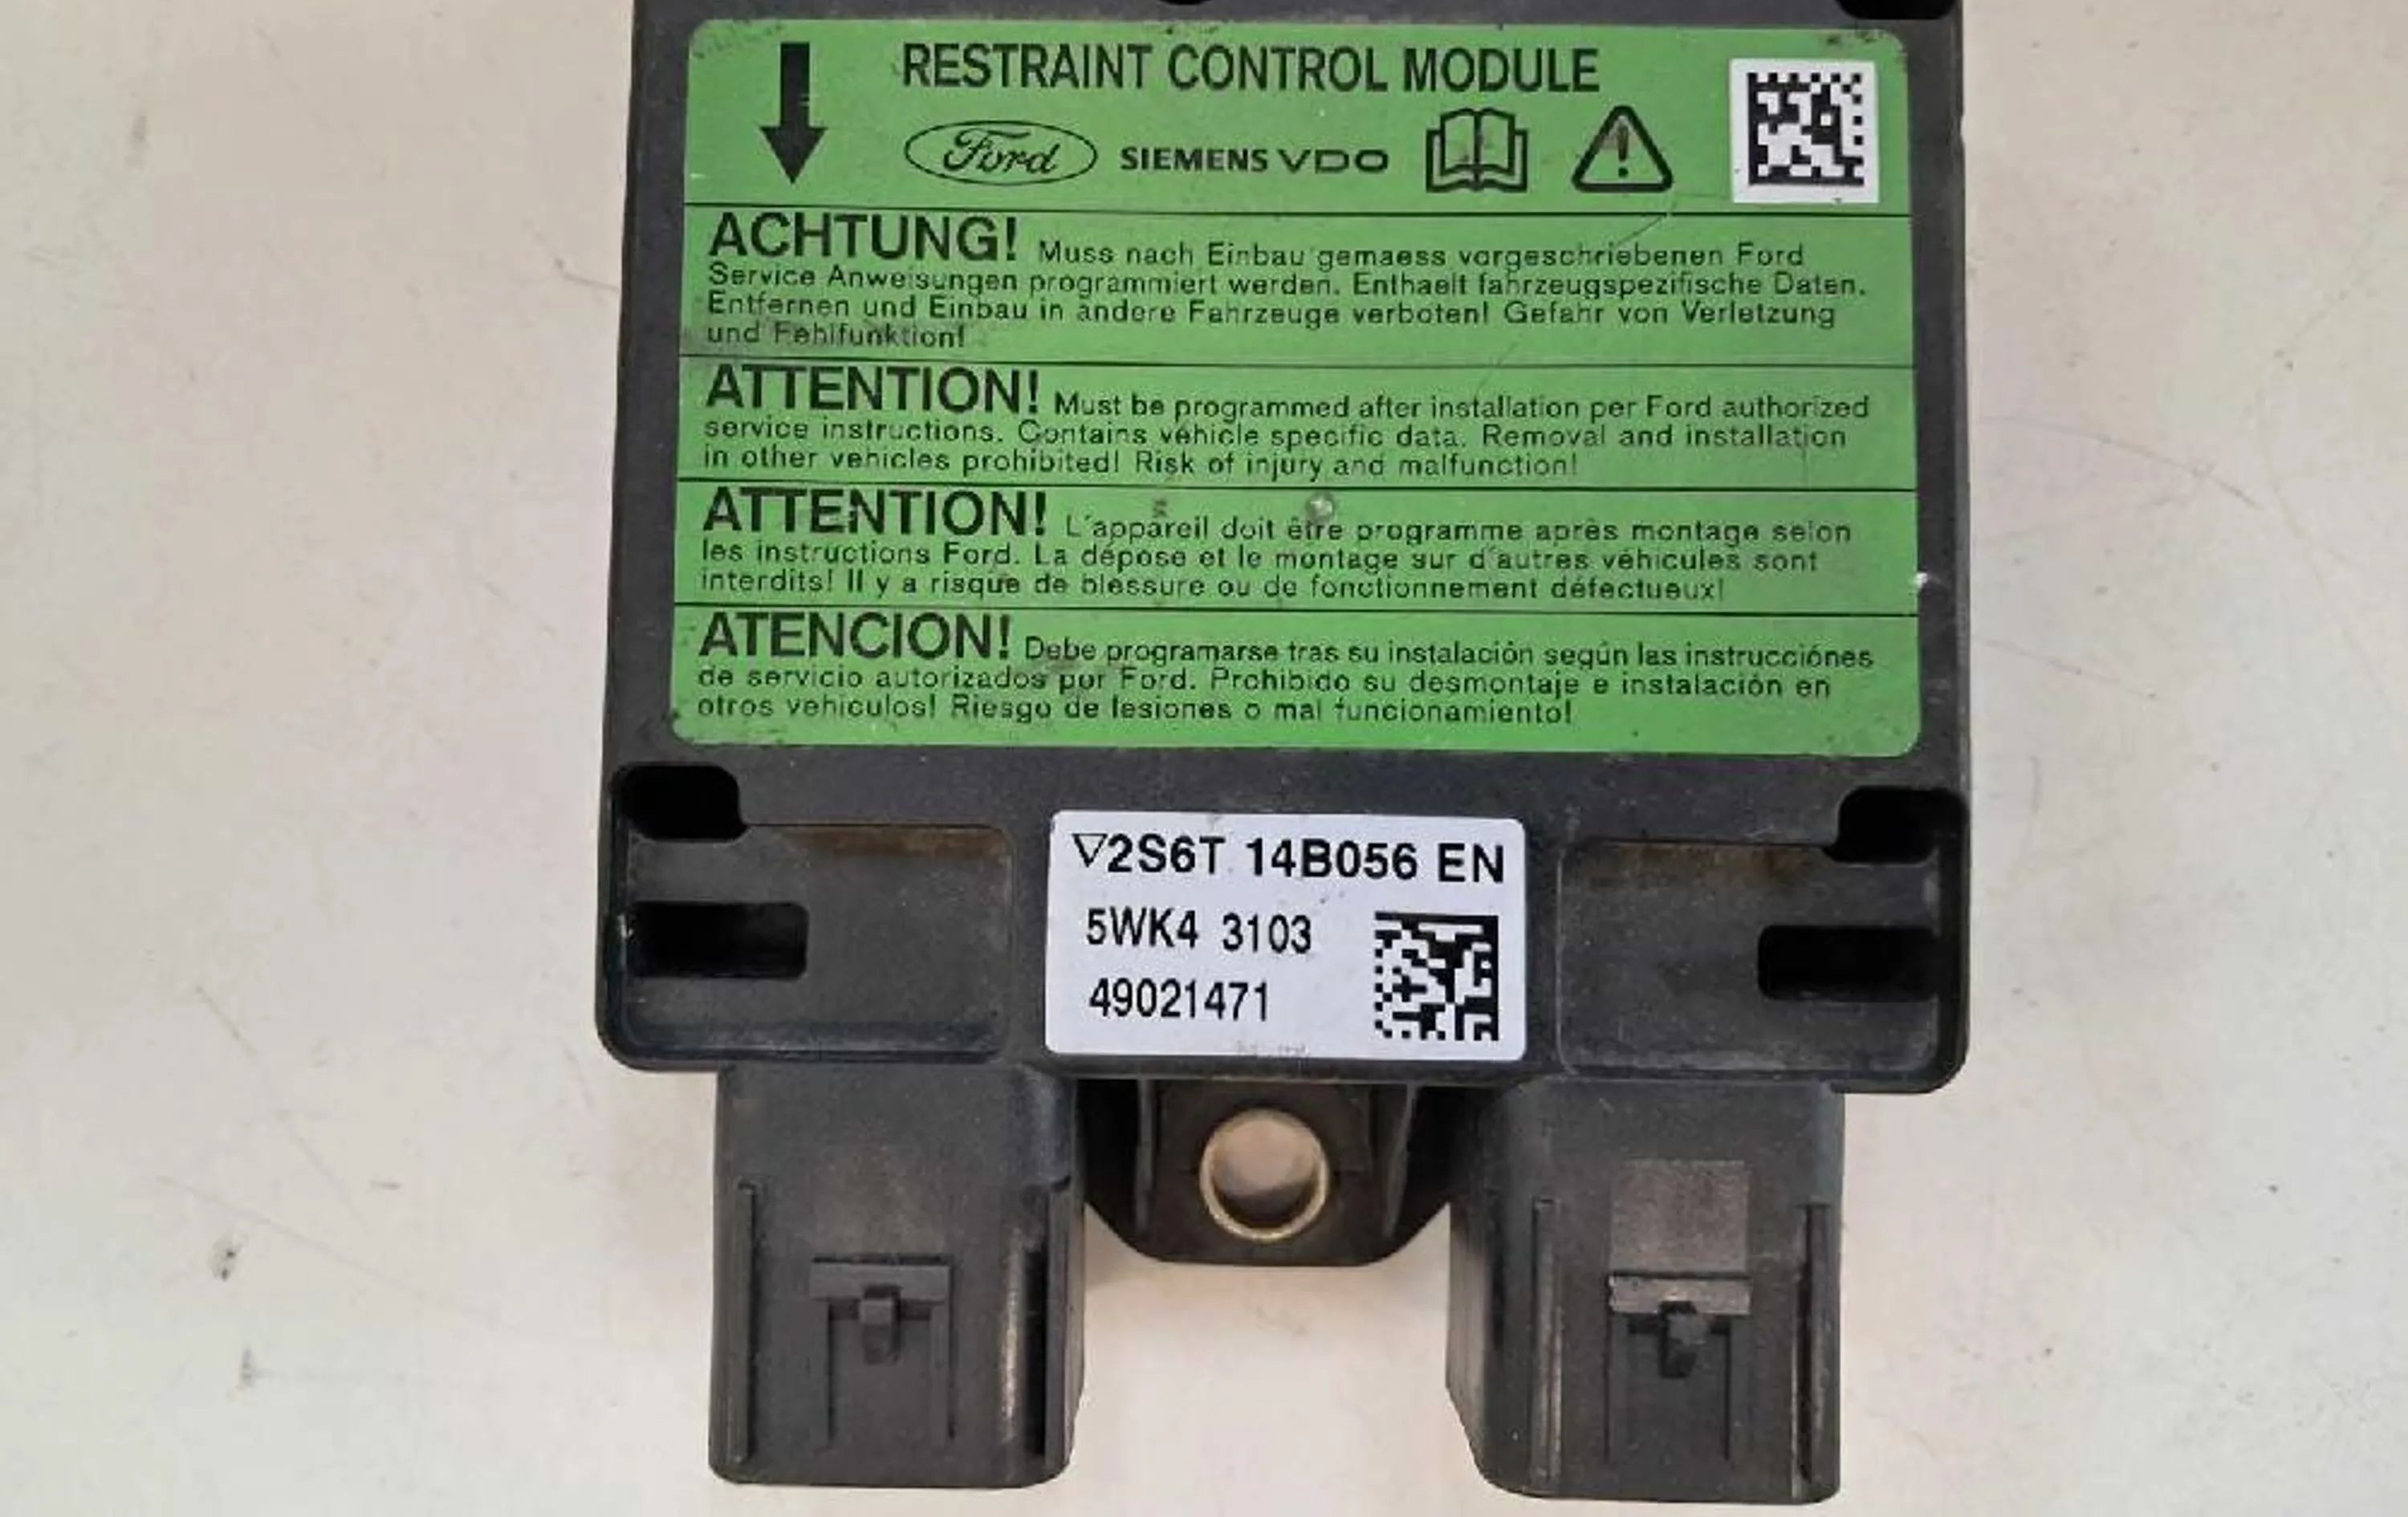 RESTRAINT CONTROL MODULE
Ford SIEMENS VDO
ACHTUNG! Muss nach Einbau gemaess vorgeschriebenen Ford
Service Anweisungen programmiert werden. Enthaelt fahrzeugspezifische Daten.
Entfernen und Einbau in andere Fahrzeuge verboten! Gefahr von Verletzung
und Fehlfunktion!
ATTENTION! Must be programmed after installation per Ford authorized
service instructions. Contains vehicle specific data. Removal and installation
in other vehicles prohibited! Risk of injury and malfunction!
ATTENTION! L'appareil doit être programme après montage selon
les instructions Ford. La dépose et le montage sur d'autres véhicules sont
interdits! Il y a risque de blessure ou de fonctionnement défectueux!
ATENCION! Debe programarse tras su instalación según las instrucciónes
de servicio autorizados por Ford. Prohibido su desmontaje e instalación en
otros vehiculos! Riesgo de lesiones o mal funcionamiento!
▽2S6T 14B056 EN
5WK4 3103
49021471